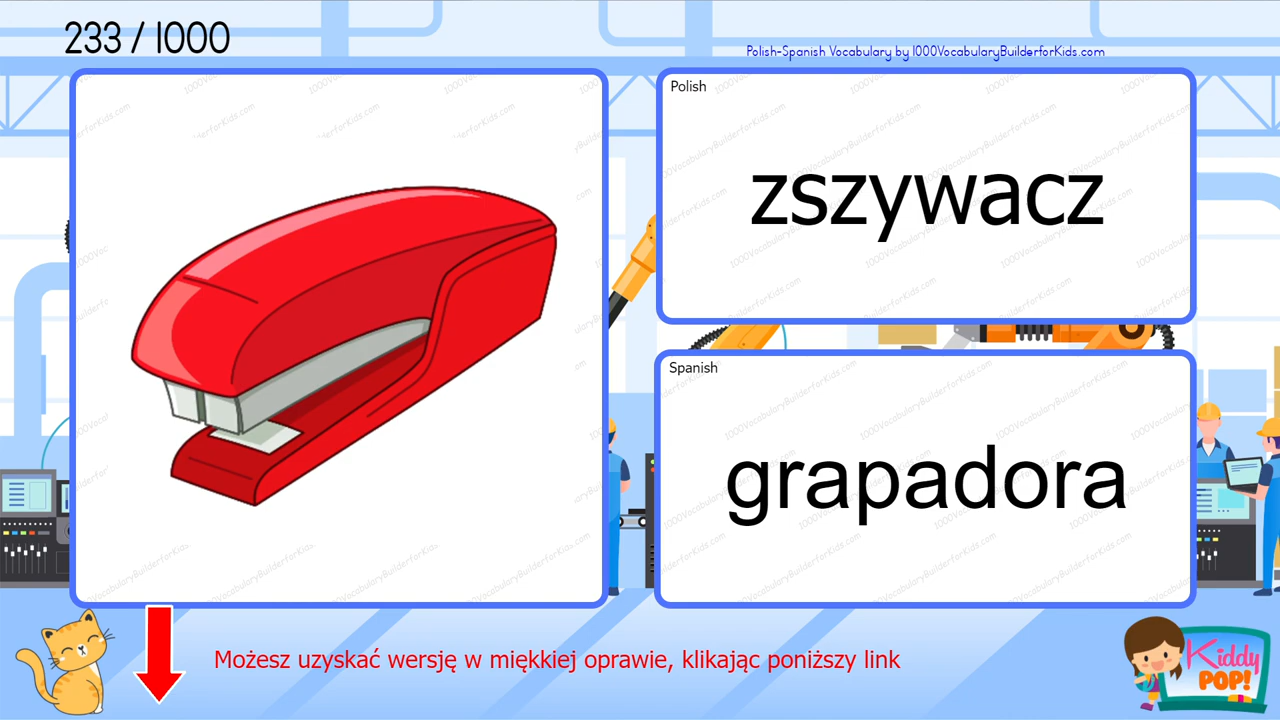 233 / 1000
Polish-Spanish Vocabulary by 1000VocabularyBuilderforKids.com
Polish
zszywacz
Spanish
grapadora
Możesz uzyskać wersję w miękkiej oprawie, klikając poniższy link
Kiddy
POP!